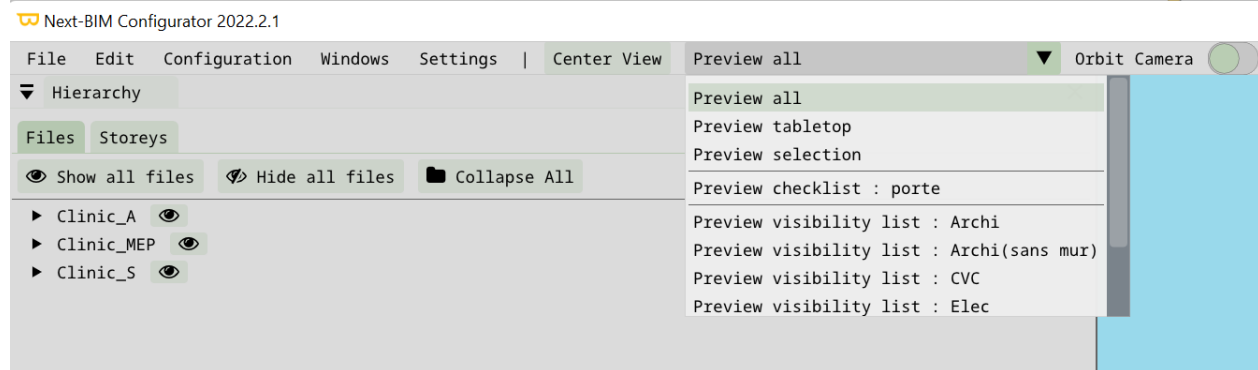 Next-BIM Configurator 2022.2.1
File Edit Configuration Windows Settings | Center View Preview all Orbit Camera
Hierarchy
Files Storeys
Show all files Hide all files Collapse All
Clinic_A
Clinic_MEP
Clinic_S
Preview all
Preview tabletop
Preview selection
Preview checklist : porte
Preview visibility list : Archi
Preview visibility list : Archi(sans mur)
Preview visibility list : CVC
Preview visibility list : Elec